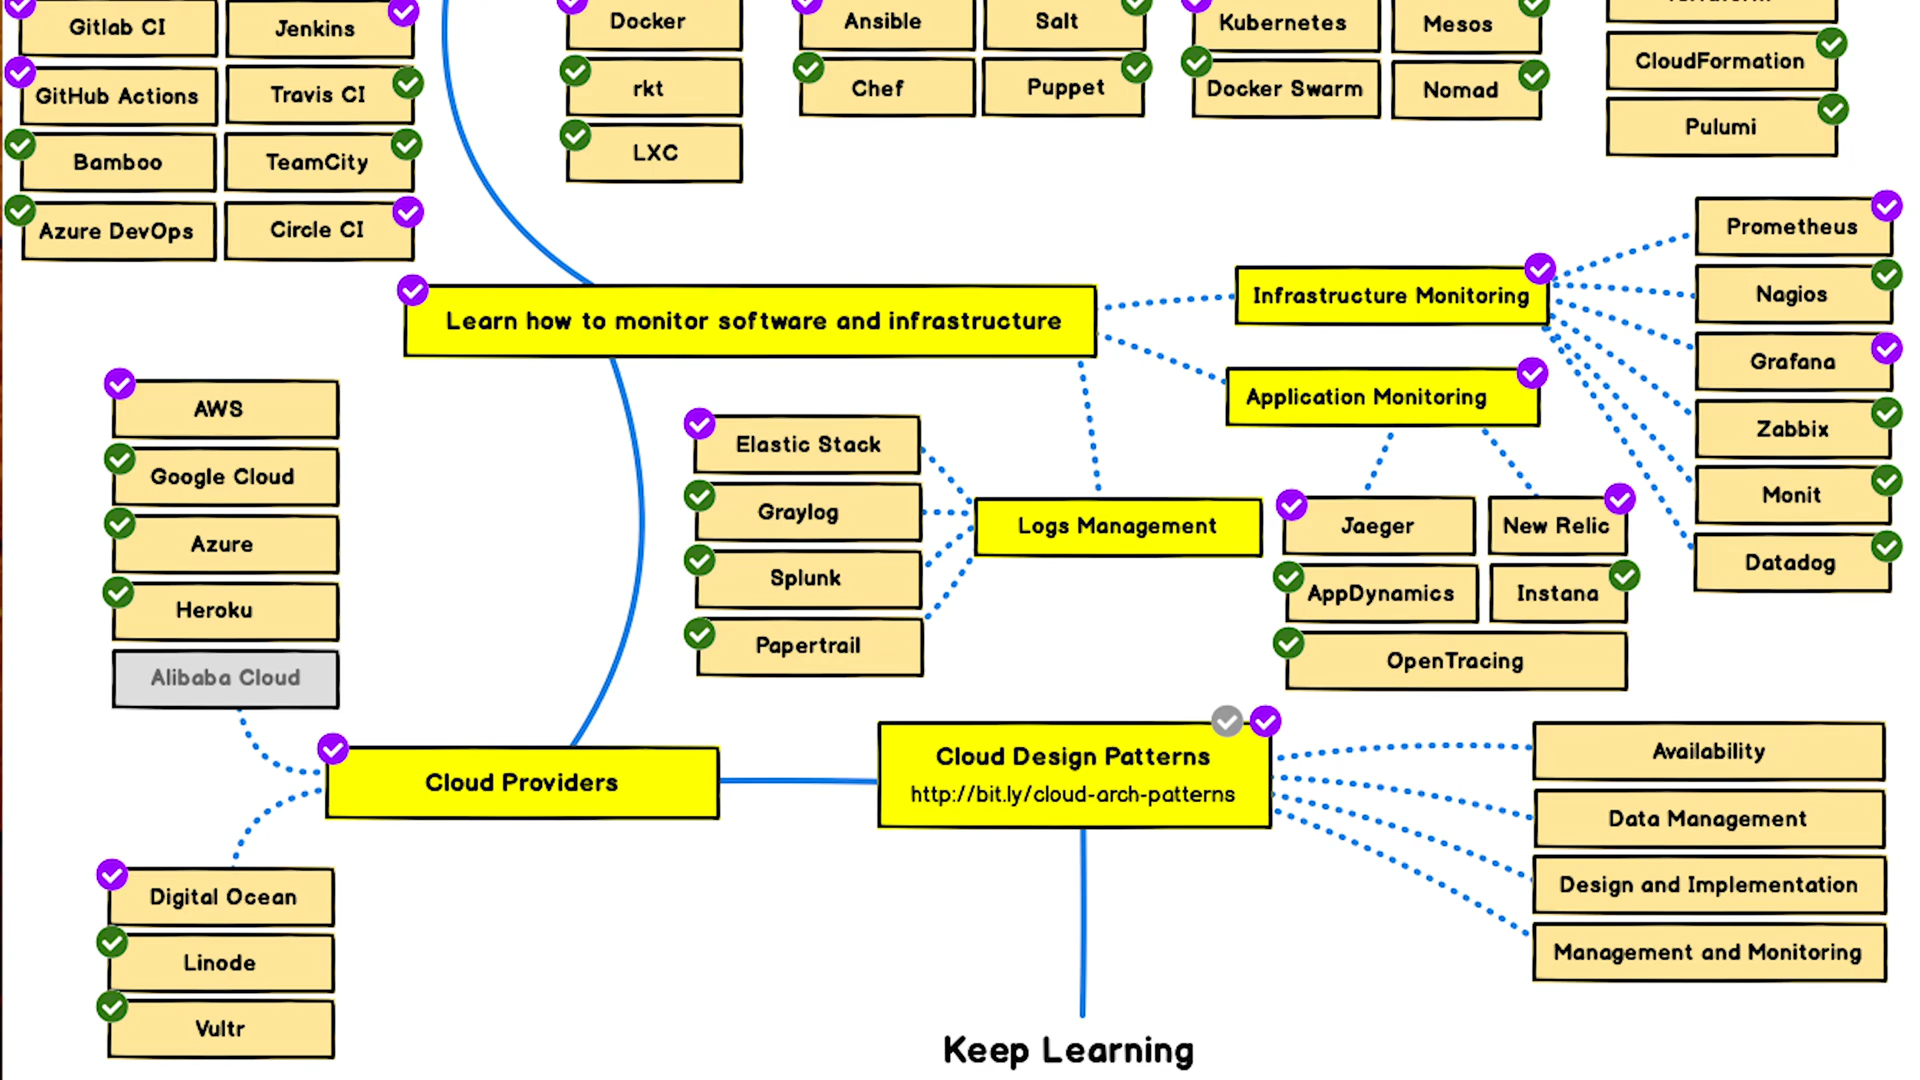 Gitlab CI
Jenkins
Docker
Ansible
Salt
Kubernetes
Mesos
CloudFormation
GitHub Actions
Travis CI
rkt
Chef
Puppet
Docker Swarm
Nomad
Pulumi
Bamboo
TeamCity
LXC
Azure DevOps
Circle CI
Prometheus
Nagios
Grafana
Zabbix
Monit
Datadog
Infrastructure Monitoring
Learn how to monitor software and infrastructure
Application Monitoring
AWS
Google Cloud
Azure
Heroku
Alibaba Cloud
Elastic Stack
Graylog
Splunk
Papertrail
Logs Management
Jaeger
New Relic
AppDynamics
Instana
OpenTracing
Cloud Providers
Cloud Design Patterns
http://bit.ly/cloud-arch-patterns
Availability
Data Management
Design and Implementation
Management and Monitoring
Digital Ocean
Linode
Vultr
Keep Learning